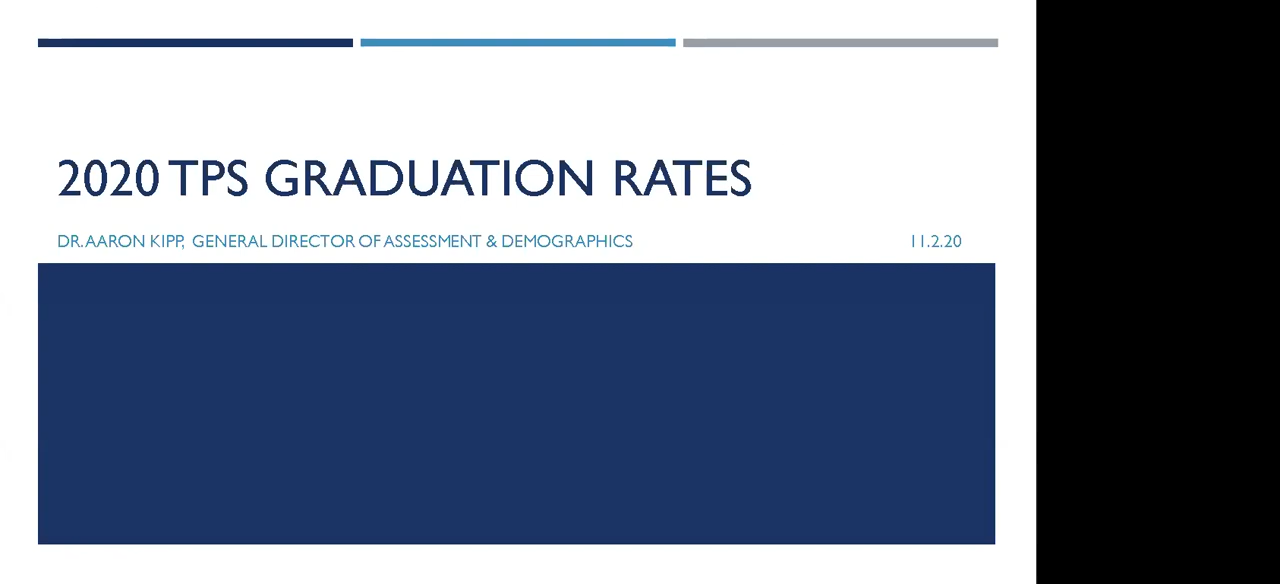 2020 TPS GRADUATION RATES
DR. AARON KIPP, GENERAL DIRECTOR OF ASSESSMENT & DEMOGRAPHICS 11.2.20